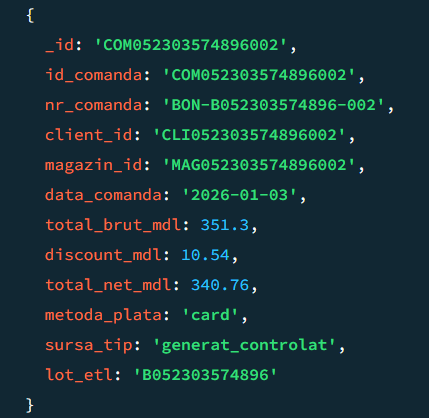 {
_id: 'COM052303574896002',
id_comanda: 'COM052303574896002',
nr_comanda: 'BON-B052303574896-002',
client_id: 'CLI052303574896002',
magazin_id: 'MAG052303574896002',
data_comanda: '2026-01-03',
total_brut_mdl: 351.3,
discount_mdl: 10.54,
total_net_mdl: 340.76,
metoda_plata: 'card',
sursa_tip: 'generat_controlat',
lot_etl: 'B052303574896'
}